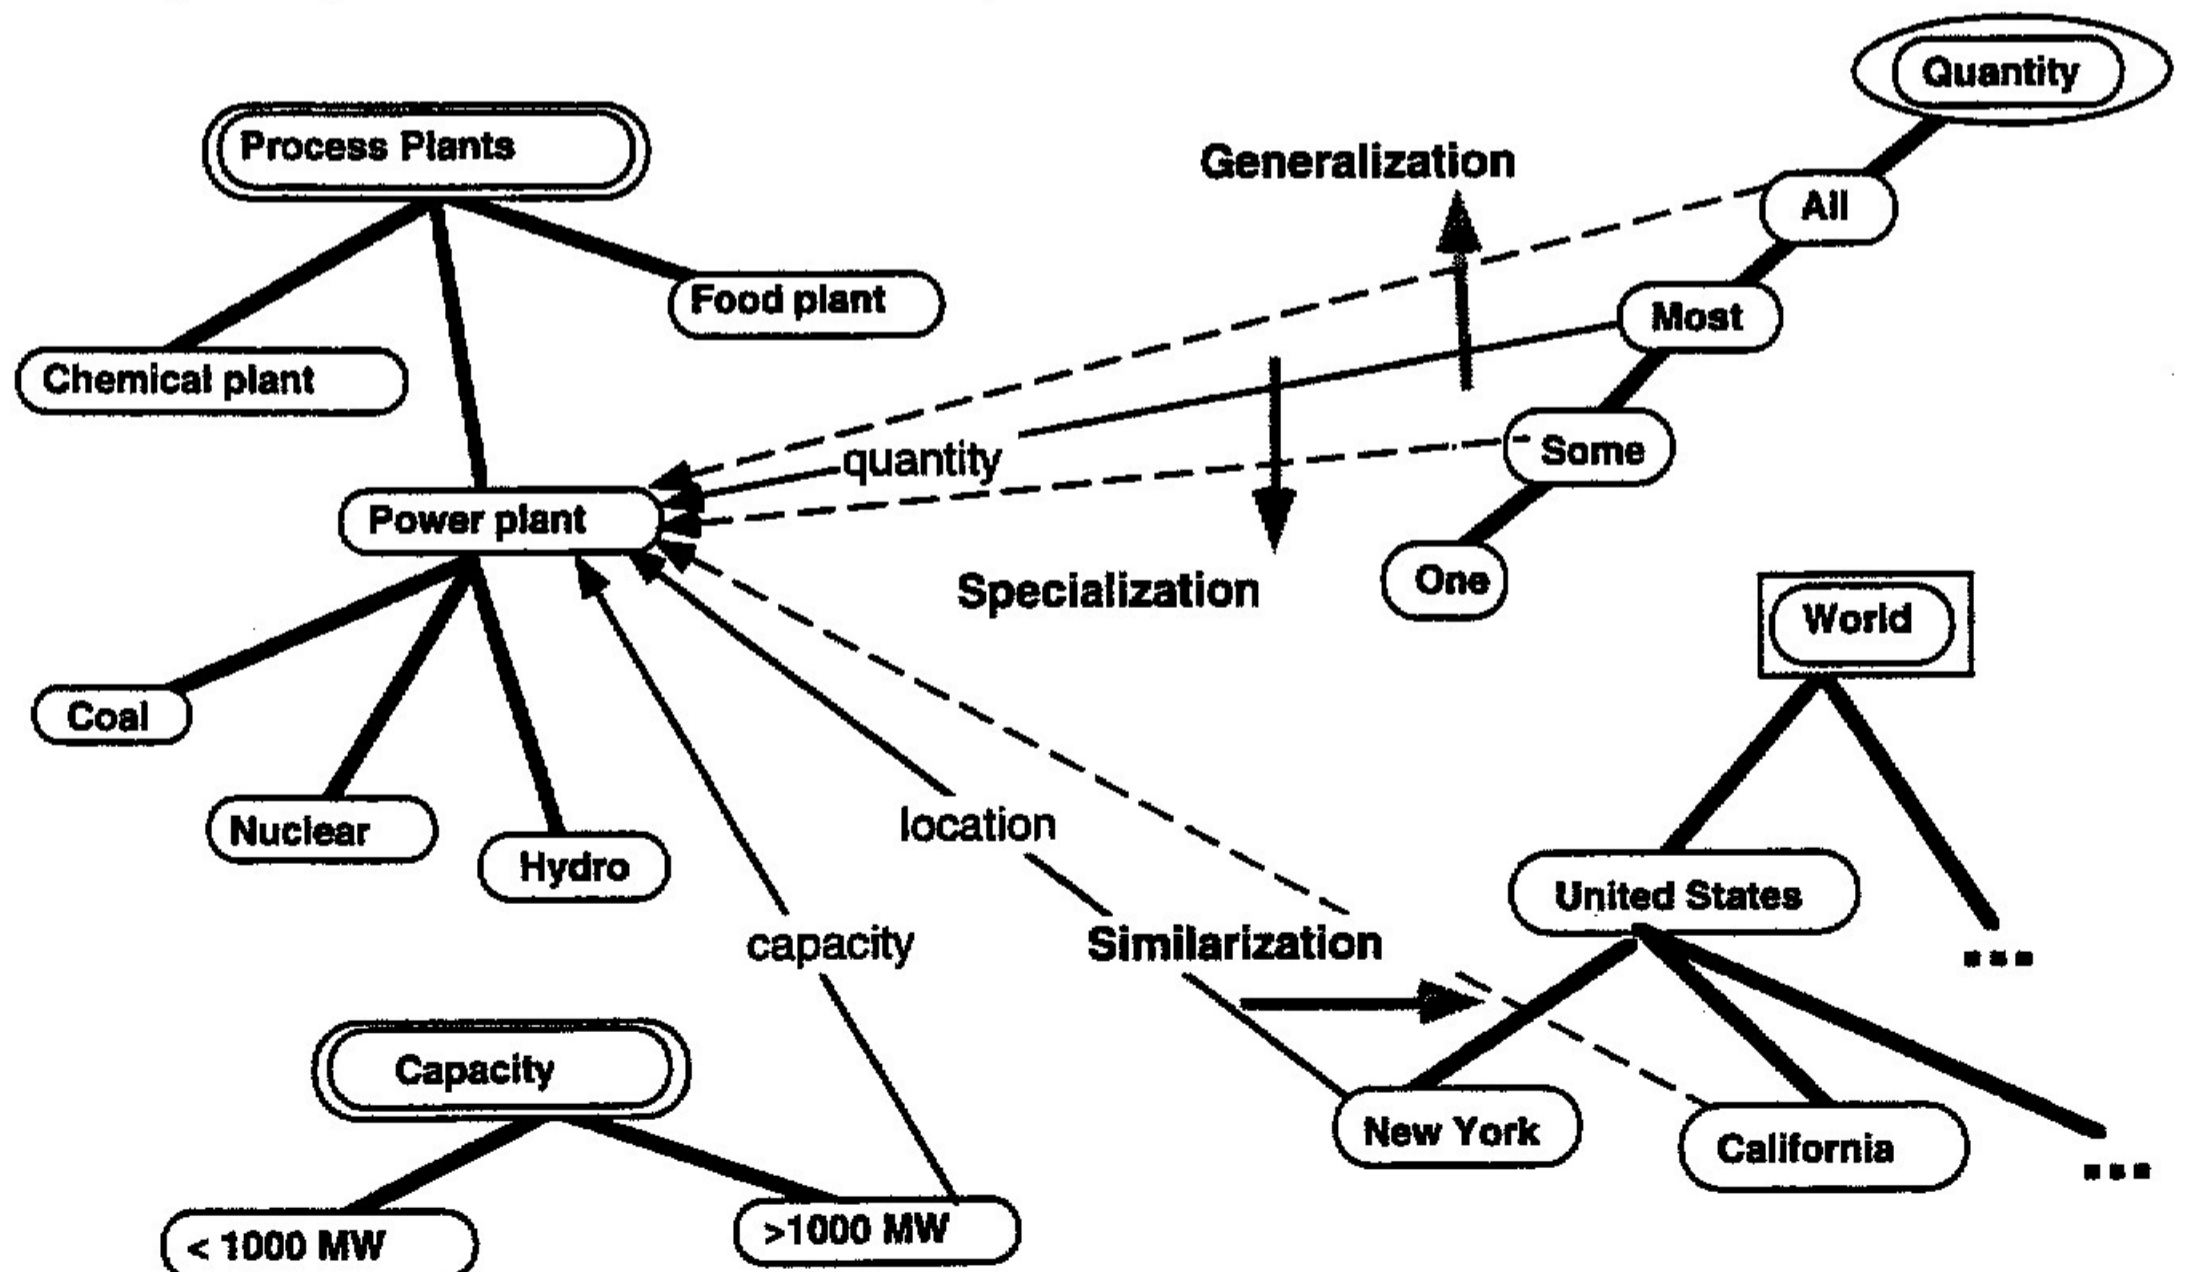 Quantity
Process Plants
Generalization
All
Food plant
Most
Chemical plant
quantity
Some
Power plant
One
Specialization
World
Coal
Nuclear
location
Hydro
United States
capacity
Similarization
...
Capacity
New York
California
...
< 1000 MW
>1000 MW